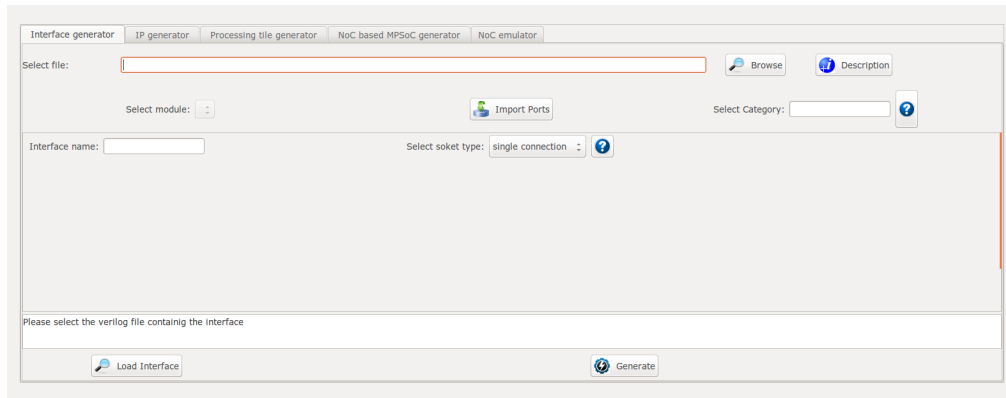 Interface generator IP generator Processing tile generator NoC based MPSoC generator NoC emulator
Select file: Browse Description
Select module: Import Ports Select Category:
Interface name: Select soket type: single connection
Please select the verilog file containig the interface
Load Interface Generate